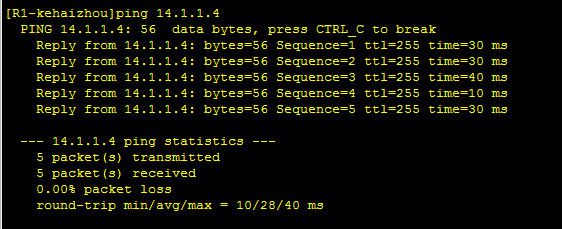 [R1-kehaizhou]ping 14.1.1.4
PING 14.1.1.4: 56  data bytes, press CTRL_C to break
Reply from 14.1.1.4: bytes=56 Sequence=1 ttl=255 time=30 ms
Reply from 14.1.1.4: bytes=56 Sequence=2 ttl=255 time=30 ms
Reply from 14.1.1.4: bytes=56 Sequence=3 ttl=255 time=40 ms
Reply from 14.1.1.4: bytes=56 Sequence=4 ttl=255 time=10 ms
Reply from 14.1.1.4: bytes=56 Sequence=5 ttl=255 time=30 ms
--- 14.1.1.4 ping statistics ---
5 packet(s) transmitted
5 packet(s) received
0.00% packet loss
round-trip min/avg/max = 10/28/40 ms